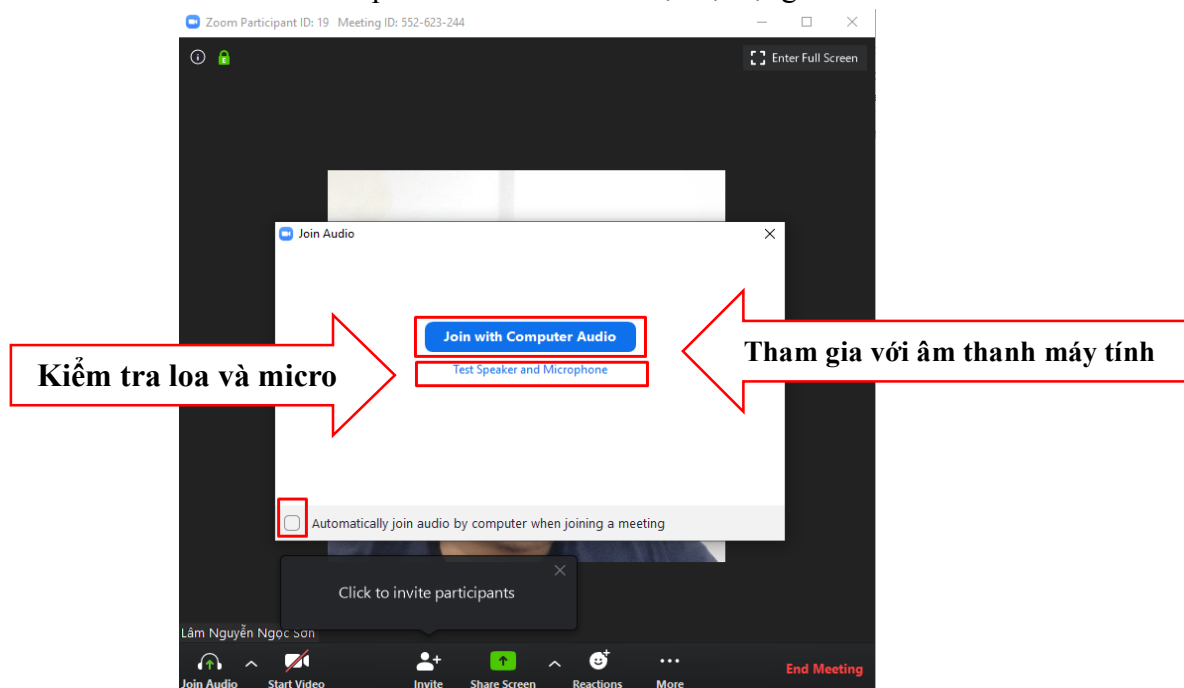 Zoom Participant ID: 19 Meeting ID: 552-623-244
Enter Full Screen
Join Audio
Join with Computer Audio
Tham gia với âm thanh máy tính
Kiểm tra loa và micro
Test Speaker and Microphone
Automatically join audio by computer when joining a meeting
Click to invite participants
Lâm Nguyễn Ngọc Sơn
Join Audio Start Video Invite Share Screen Reactions More End Meeting